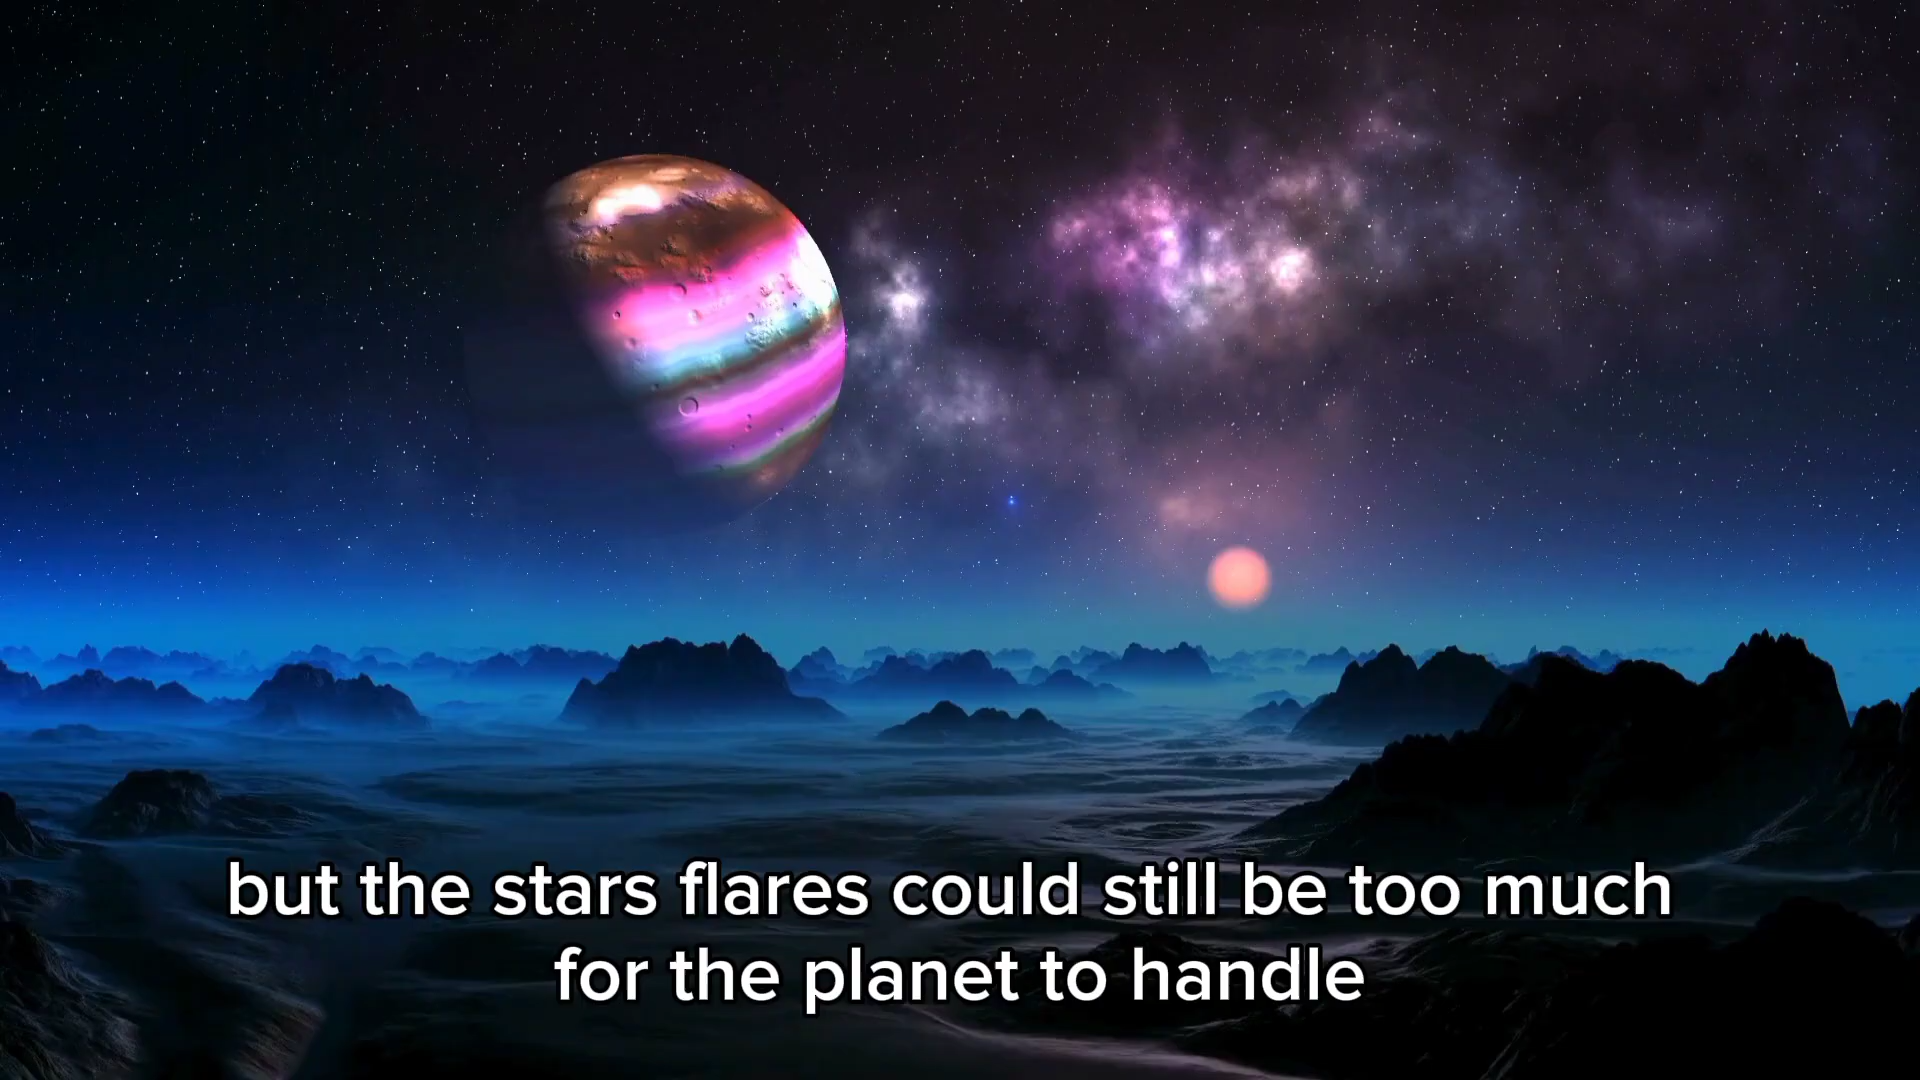 but the stars flares could still be too much
for the planet to handle